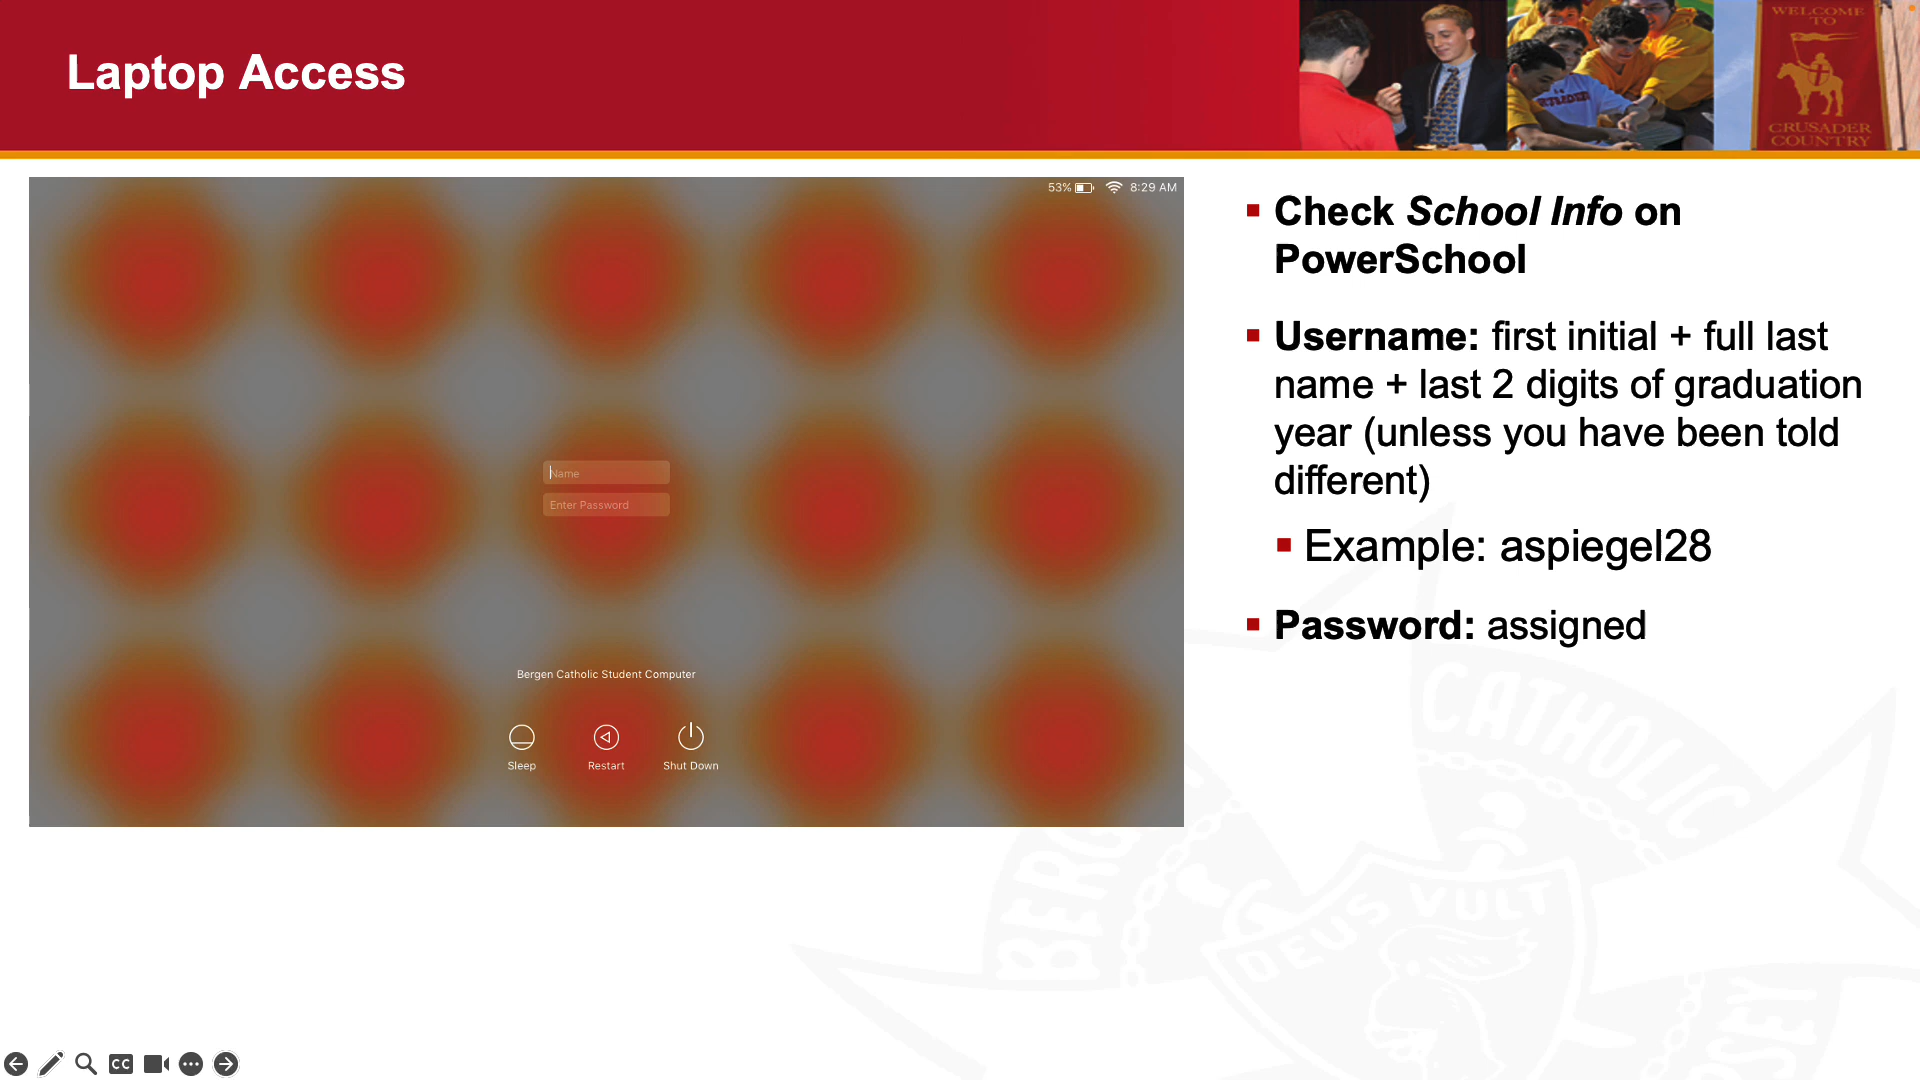 Laptop Access
WELCOME
TO
CRUSADER
COUNTRY
53%
8:29 AM
Name
Enter Password
Bergen Catholic Student Computer
Sleep
Restart
Shut Down
▪ Check School Info on
PowerSchool
▪ Username: first initial + full last
name + last 2 digits of graduation
year (unless you have been told
different)
▪ Example: aspiegel28
▪ Password: assigned
CATHOLIC
DEUS VULT
CC